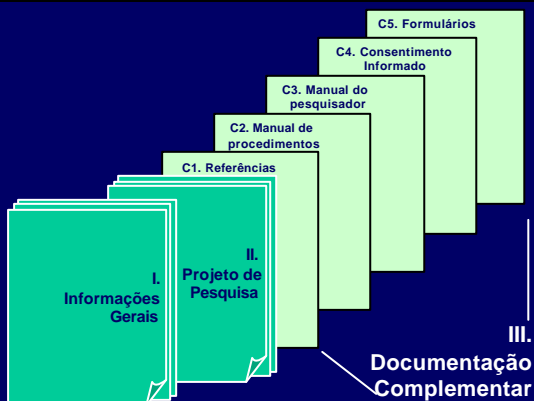 C5. Formulários
C4. Consentimento
Informado
C3. Manual do
pesquisador
C2. Manual de
procedimentos
C1. Referências
II.
Projeto de
Pesquisa
I.
Informações
Gerais
III.
Documentação
Complementar